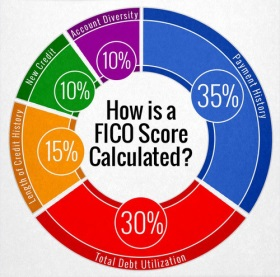 How is a
FICO Score
Calculated?
Payment History
35%
Total Debt Utilization
30%
Length of Credit History
15%
New Credit
10%
Account Diversity
10%